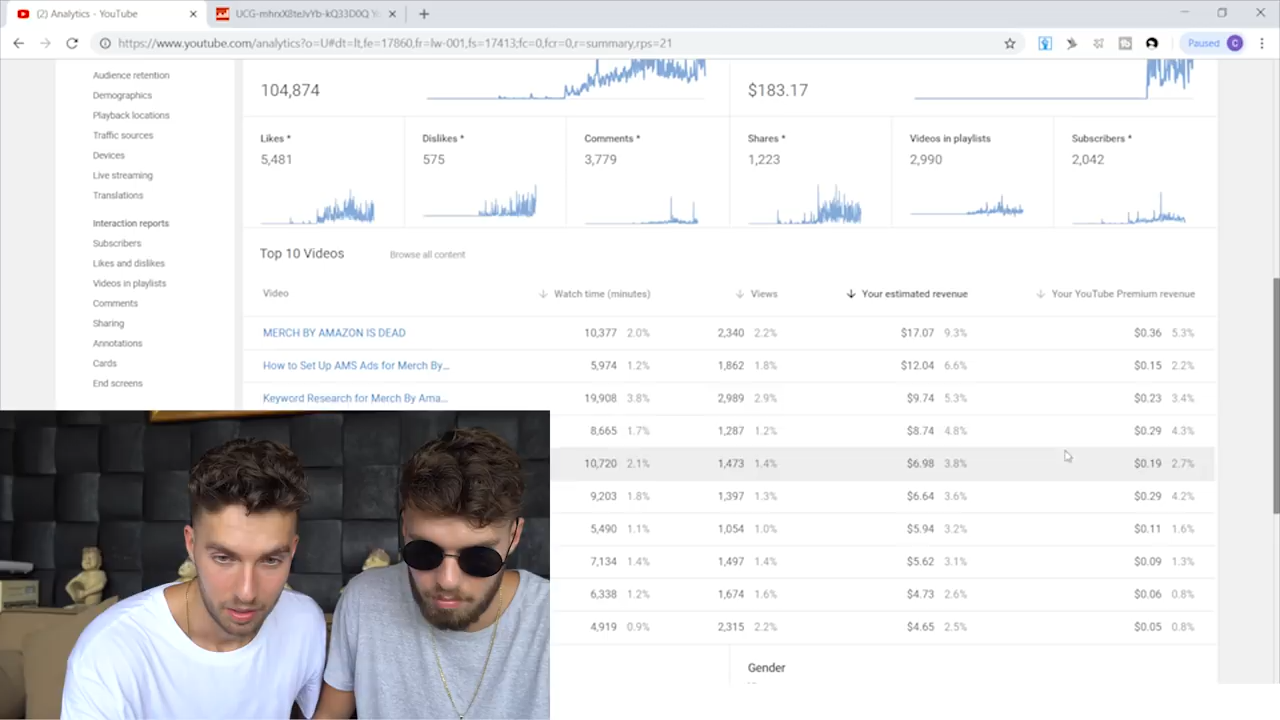 (2) Analytics - YouTube
UCG-mhrxX8teJvYb-kQ33D0Q Y
https://www.youtube.com/analytics?o=U#dt=lt,fe=17860,fr=lw-001,fs=17413;fc=0,fcr=0,r=summary,rps=21
Paused C
Audience retention
Demographics
Playback locations
Traffic sources
Devices
Live streaming
Translations
Interaction reports
Subscribers
Likes and dislikes
Videos in playlists
Comments
Sharing
Annotations
Cards
End screens
104,874 $183.17
Likes * Dislikes * Comments * Shares * Videos in playlists Subscribers *
5,481 575 3,779 1,223 2,990 2,042
Top 10 Videos Browse all content
Video Watch time (minutes) Views Your estimated revenue Your YouTube Premium revenue
MERCH BY AMAZON IS DEAD 10,377 2.0% 2,340 2.2% $17.07 9.3% $0.36 5.3%
How to Set Up AMS Ads for Merch By... 5,974 1.2% 1,862 1.8% $12.04 6.6% $0.15 2.2%
Keyword Research for Merch By Ama... 19,908 3.8% 2,989 2.9% $9.74 5.3% $0.23 3.4%
8,665 1.7% 1,287 1.2% $8.74 4.8% $0.29 4.3%
10,720 2.1% 1,473 1.4% $6.98 3.8% $0.19 2.7%
9,203 1.8% 1,397 1.3% $6.64 3.6% $0.29 4.2%
5,490 1.1% 1,054 1.0% $5.94 3.2% $0.11 1.6%
7,134 1.4% 1,497 1.4% $5.62 3.1% $0.09 1.3%
6,338 1.2% 1,674 1.6% $4.73 2.6% $0.06 0.8%
4,919 0.9% 2,315 2.2% $4.65 2.5% $0.05 0.8%
Gender